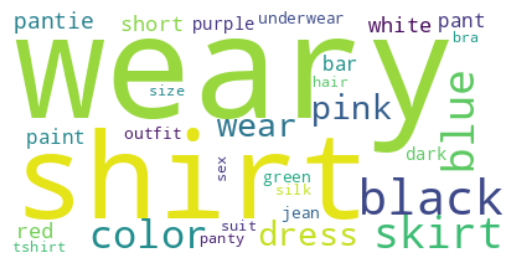 pantie short purple underwear white pant
weary bra
size bar hair
pink blue
paint outfit wear
shirt dark
sex green silk
black
jean
red color suit dress skirt
tshirt panty